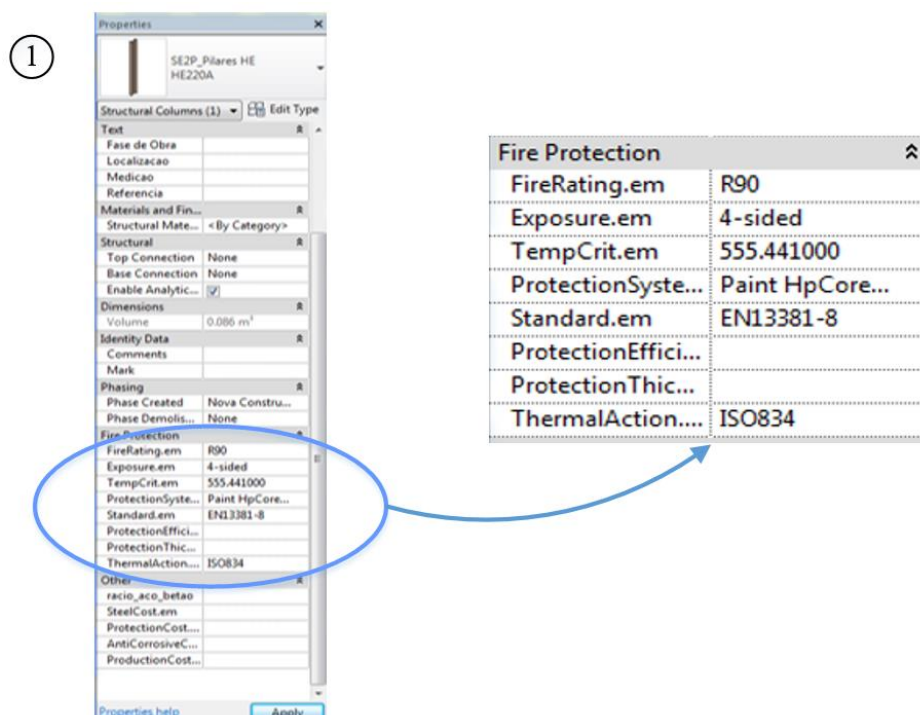 1
Properties
SE2P_Pilares HE
HE220A
Structural Columns (1)
Edit Type
Text
Fase de Obra
Localizacao
Medicao
Referencia
Materials and Fin...
Structural Mate... <By Category>
Structural
Top Connection None
Base Connection None
Enable Analytic...
Dimensions
Volume 0.086 m³
Identity Data
Comments
Mark
Phasing
Phase Created Nova Constru...
Phase Demolis... None
Fire Protection
FireRating.em R90
Exposure.em 4-sided
TempCrit.em 555.441000
ProtectionSyste... Paint HpCore...
Standard.em EN13381-8
ProtectionEffici...
ProtectionThic...
ThermalAction.... ISO834
Other
racio_aco_betao
SteelCost.em
ProtectionCost....
AntiCorrosiveC...
ProductionCost...
Properties help
Apply
Fire Protection
FireRating.em R90
Exposure.em 4-sided
TempCrit.em 555.441000
ProtectionSyste... Paint HpCore...
Standard.em EN13381-8
ProtectionEffici...
ProtectionThic...
ThermalAction.... ISO834